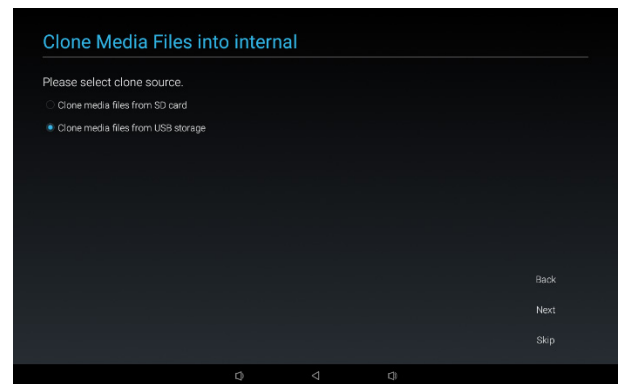 Clone Media Files into internal
Please select clone source.
Clone media files from SD card
Clone media files from USB storage
Back
Next
Skip